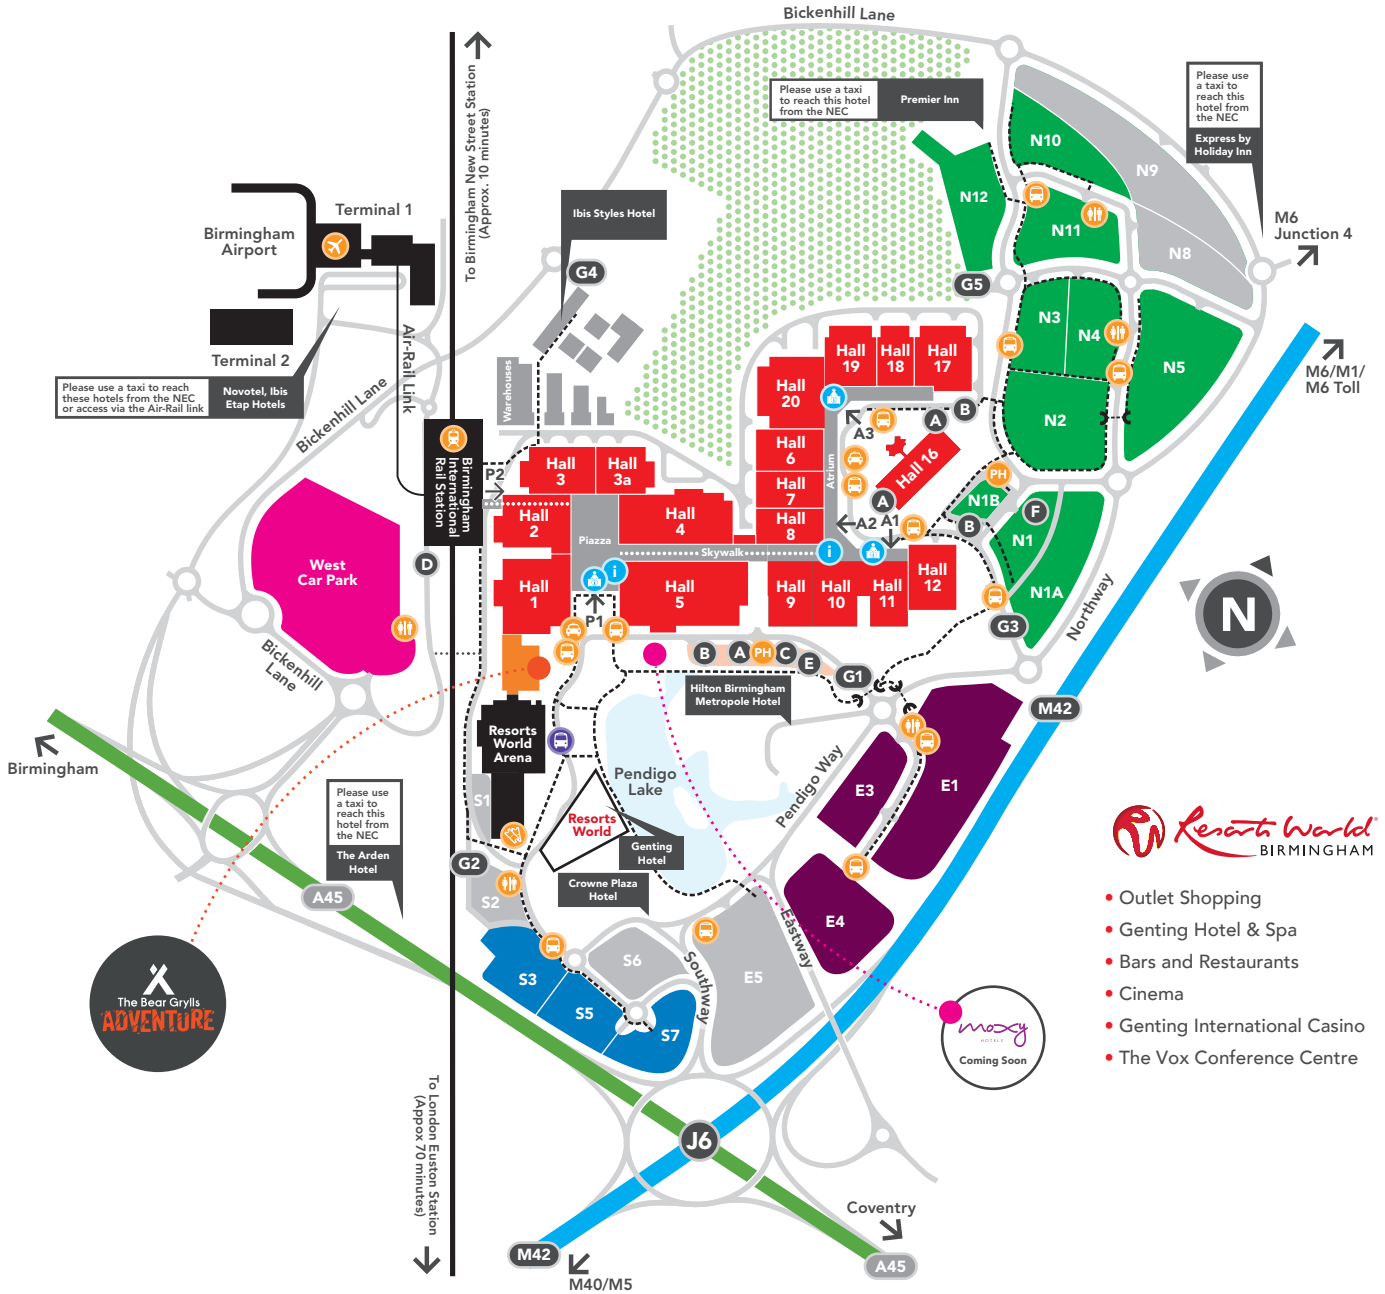 Bickenhill Lane
To Birmingham New Street Station
(Approx. 10 minutes)
Please use a taxi
to reach this hotel
from the NEC
Premier Inn
Please use
a taxi to
reach this
hotel from
the NEC
Express by
Holiday Inn
N10
N9
N12
N11
N8
M6
Junction 4
Terminal 1
Birmingham
Airport
Ibis Styles Hotel
G4
G5
Terminal 2
Air-Rail Link
Please use a taxi to reach
these hotels from the NEC
or access via the Air-Rail link
Novotel, Ibis
Etap Hotels
Bickenhill Lane
Warehouses
N3
N4
N5
N2
M6/M1/
M6 Toll
Hall
19
Hall
18
Hall
17
Hall
20
A3
A
B
Hall
6
Hall
7
Hall
8
Atrium
Hall 16
A
A2
A1
PH
N1B
B
F
N1
N1A
Northway
G3
Birmingham
International
Rail Station
P2
Hall
3
Hall
3a
Hall
2
Hall
4
Piazza
Skywalk
i
i
Hall
1
Hall
5
Hall
9
Hall
10
Hall
11
Hall
12
P1
West
Car Park
D
Bickenhill
Lane
B
A
PH
C
E
G1
Hilton Birmingham
Metropole Hotel
N
M42
Birmingham
Resorts
World
Arena
Pendigo
Lake
Pendigo Way
E3
E1
S1
Resorts
World
Genting
Hotel
Please use
a taxi to
reach this
hotel from
the NEC
The Arden
Hotel
G2
Crowne Plaza
Hotel
A45
S2
E4
Eastway
S6
Southway
E5
S3
S5
S7
The Bear Grylls
ADVENTURE
moxy
HOTELS
Coming Soon
Resorts World
BIRMINGHAM
• Outlet Shopping
• Genting Hotel & Spa
• Bars and Restaurants
• Cinema
• Genting International Casino
• The Vox Conference Centre
To London Euston Station
(Appox 70 minutes)
J6
Coventry
M42
M40/M5
A45